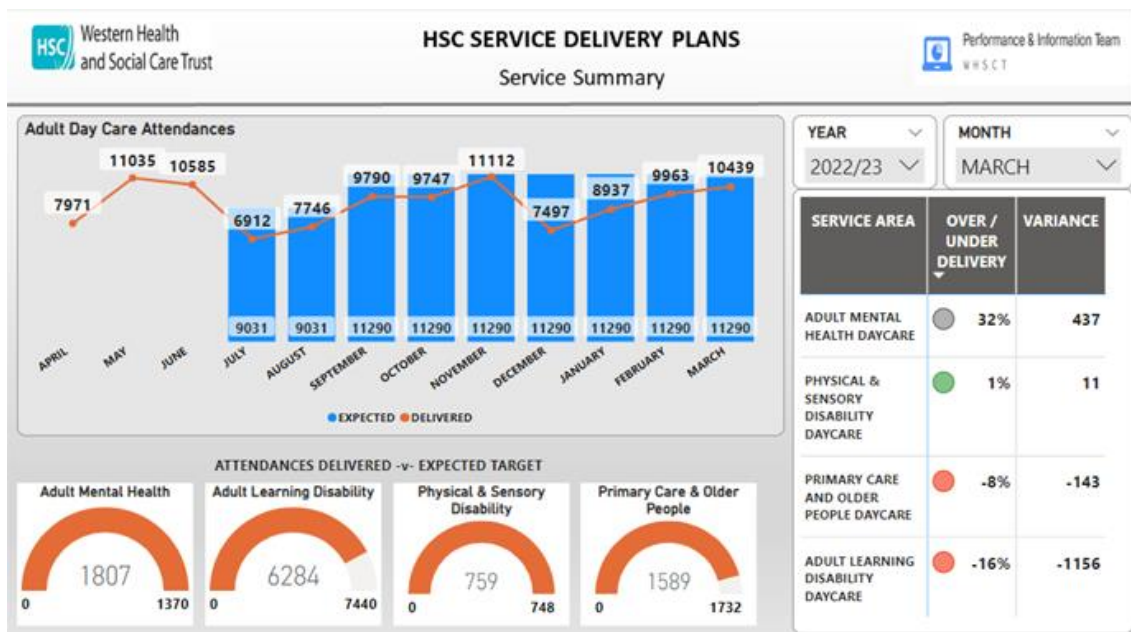 HSC
Western Health
and Social Care Trust
HSC SERVICE DELIVERY PLANS
Service Summary
Performance & Information Team
WHSCT
Adult Day Care Attendances
7971
11035
10585
6912
7746
9790
9747
11112
7497
8937
9963
10439
9031
9031
11290
11290
11290
11290
11290
11290
11290
APRIL
MAY
JUNE
JULY
AUGUST
SEPTEMBER
OCTOBER
NOVEMBER
DECEMBER
JANUARY
FEBRUARY
MARCH
EXPECTED DELIVERED
YEAR
2022/23
MONTH
MARCH
SERVICE AREA
OVER /
UNDER
DELIVERY
VARIANCE
ADULT MENTAL
HEALTH DAYCARE
32%
437
PHYSICAL &
SENSORY
DISABILITY
DAYCARE
1%
11
PRIMARY CARE
AND OLDER
PEOPLE DAYCARE
-8%
-143
ADULT LEARNING
DISABILITY
DAYCARE
-16%
-1156
ATTENDANCES DELIVERED -v- EXPECTED TARGET
Adult Mental Health
1807
0
1370
Adult Learning Disability
6284
0
7440
Physical & Sensory
Disability
759
0
748
Primary Care & Older
People
1589
0
1732